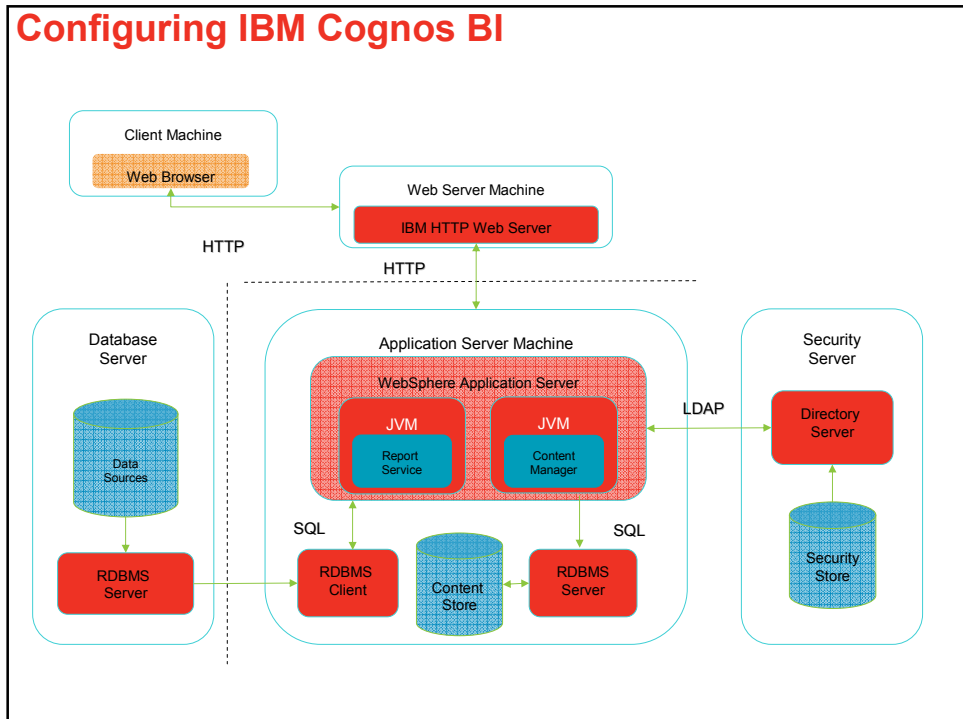 Configuring IBM Cognos BI
Client Machine
Web Browser
Web Server Machine
IBM HTTP Web Server
HTTP
HTTP
Database
Server
Data
Sources
RDBMS
Server
Application Server Machine
WebSphere Application Server
JVM
Report
Service
JVM
Content
Manager
SQL
SQL
RDBMS
Client
Content
Store
RDBMS
Server
LDAP
Security
Server
Directory
Server
Security
Store